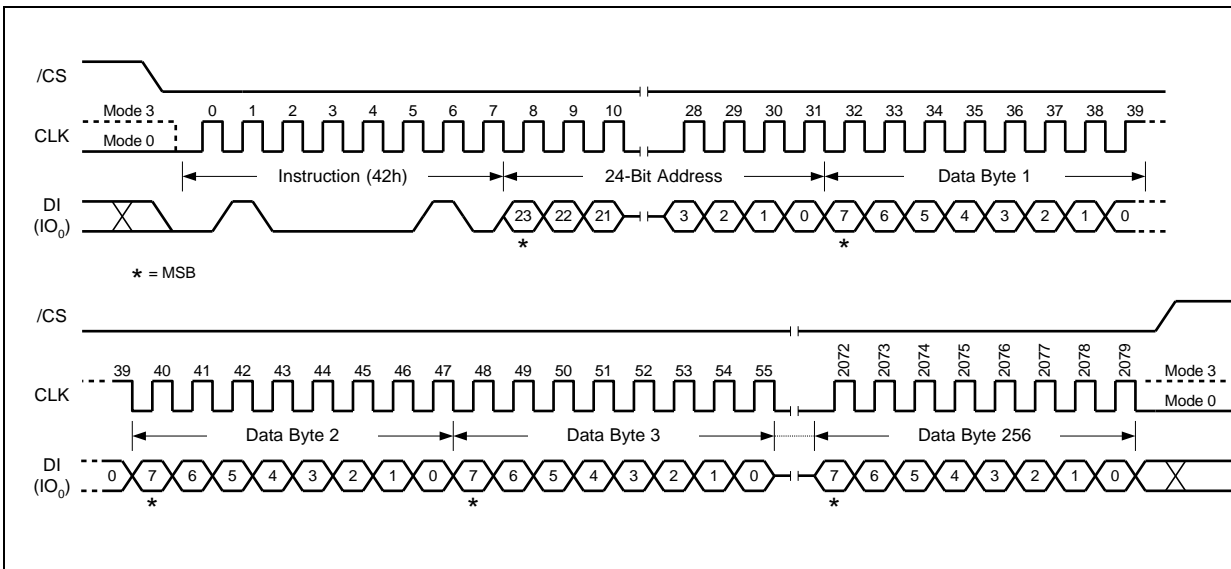 /CS
Mode 3 0 1 2 3 4 5 6 7 8 9 10 28 29 30 31 32 33 34 35 36 37 38 39
CLK Mode 0
Instruction (42h) 24-Bit Address Data Byte 1
DI
(IO0) 23 22 21 3 2 1 0 7 6 5 4 3 2 1 0
* *
* = MSB
/CS
39 40 41 42 43 44 45 46 47 48 49 50 51 52 53 54 55 2072 2073 2074 2075 2076 2077 2078 2079 Mode 3
CLK Mode 0
Data Byte 2 Data Byte 3 Data Byte 256
DI
(IO0) 0 7 6 5 4 3 2 1 0 7 6 5 4 3 2 1 0 7 6 5 4 3 2 1 0
* * *